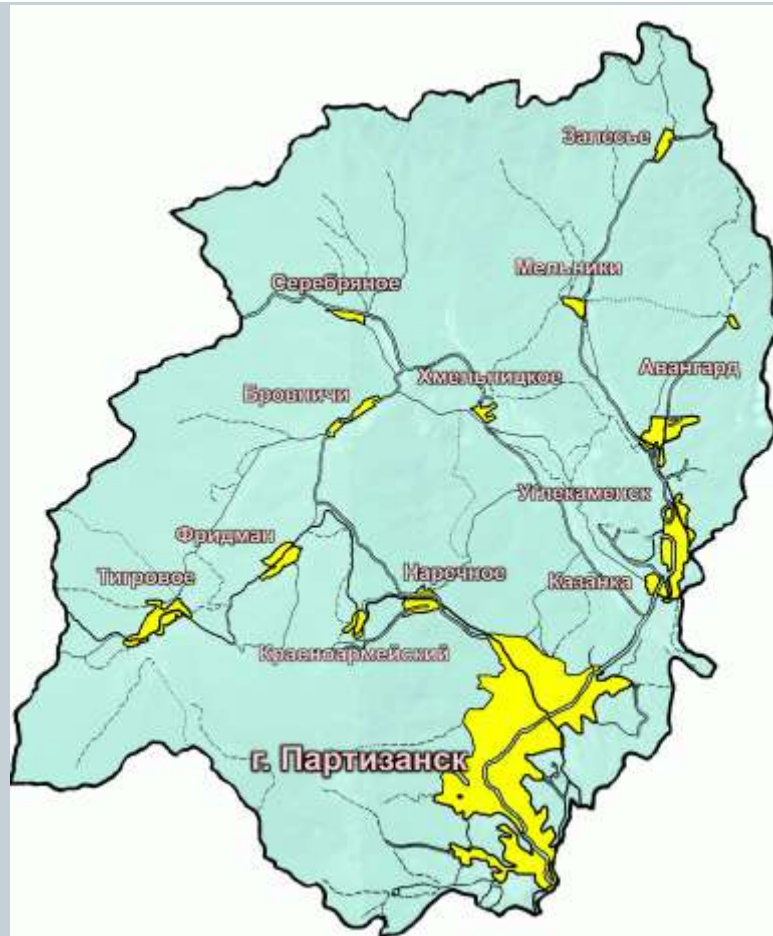 Залесье
Мельники
Серебряное
Авангард
Хмельницкое
Бровничи
Углекаменск
Фридман
Тигровое
Наречное
Казанка
Красноармейский
г. Партизанск